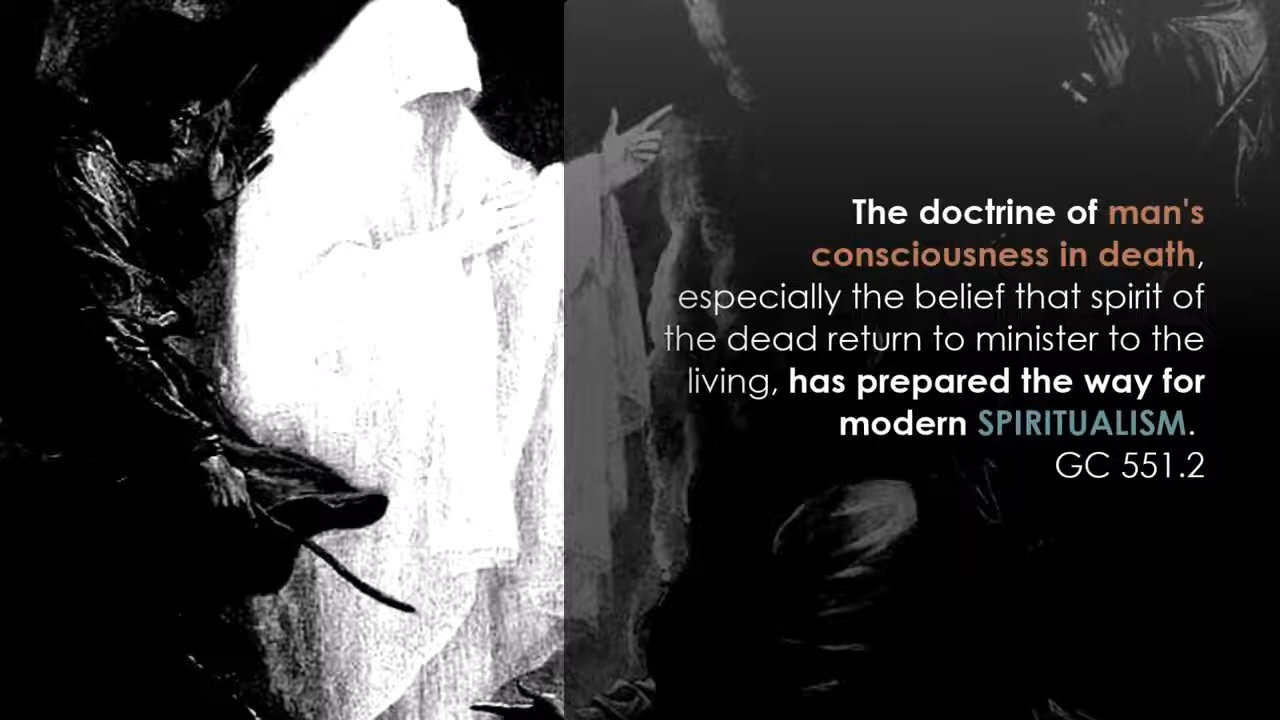 The doctrine of man's
consciousness in death,
especially the belief that spirit of
the dead return to minister to the
living, has prepared the way for
modern SPIRITUALISM.
GC 551.2